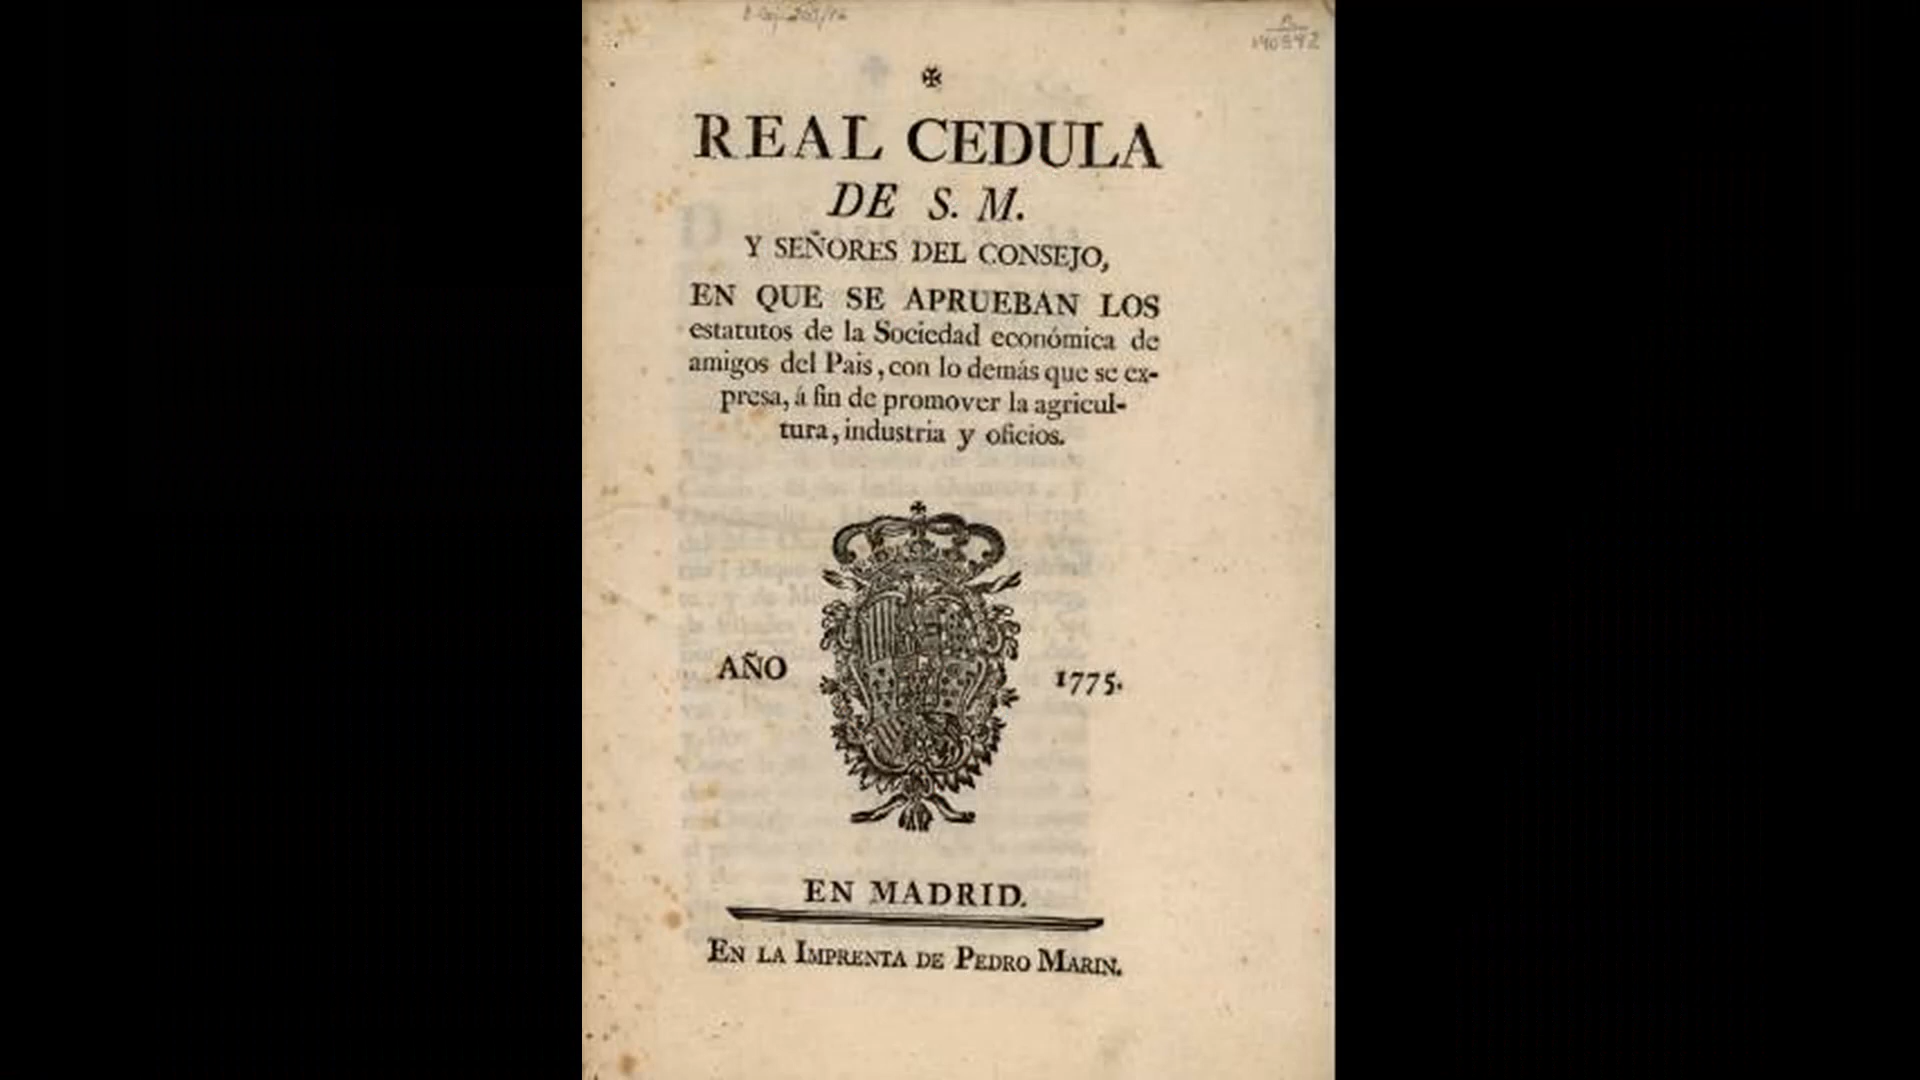 REAL CEDULA
DE S. M.
Y SEÑORES DEL CONSEJO,
EN QUE SE APRUEBAN LOS
estatutos de la Sociedad económica de
amigos del Pais, con lo demás que se ex-
presa, á fin de promover la agricul-
tura, industria y oficios.
AÑO 1775.
EN MADRID.
EN LA IMPRENTA DE PEDRO MARIN.